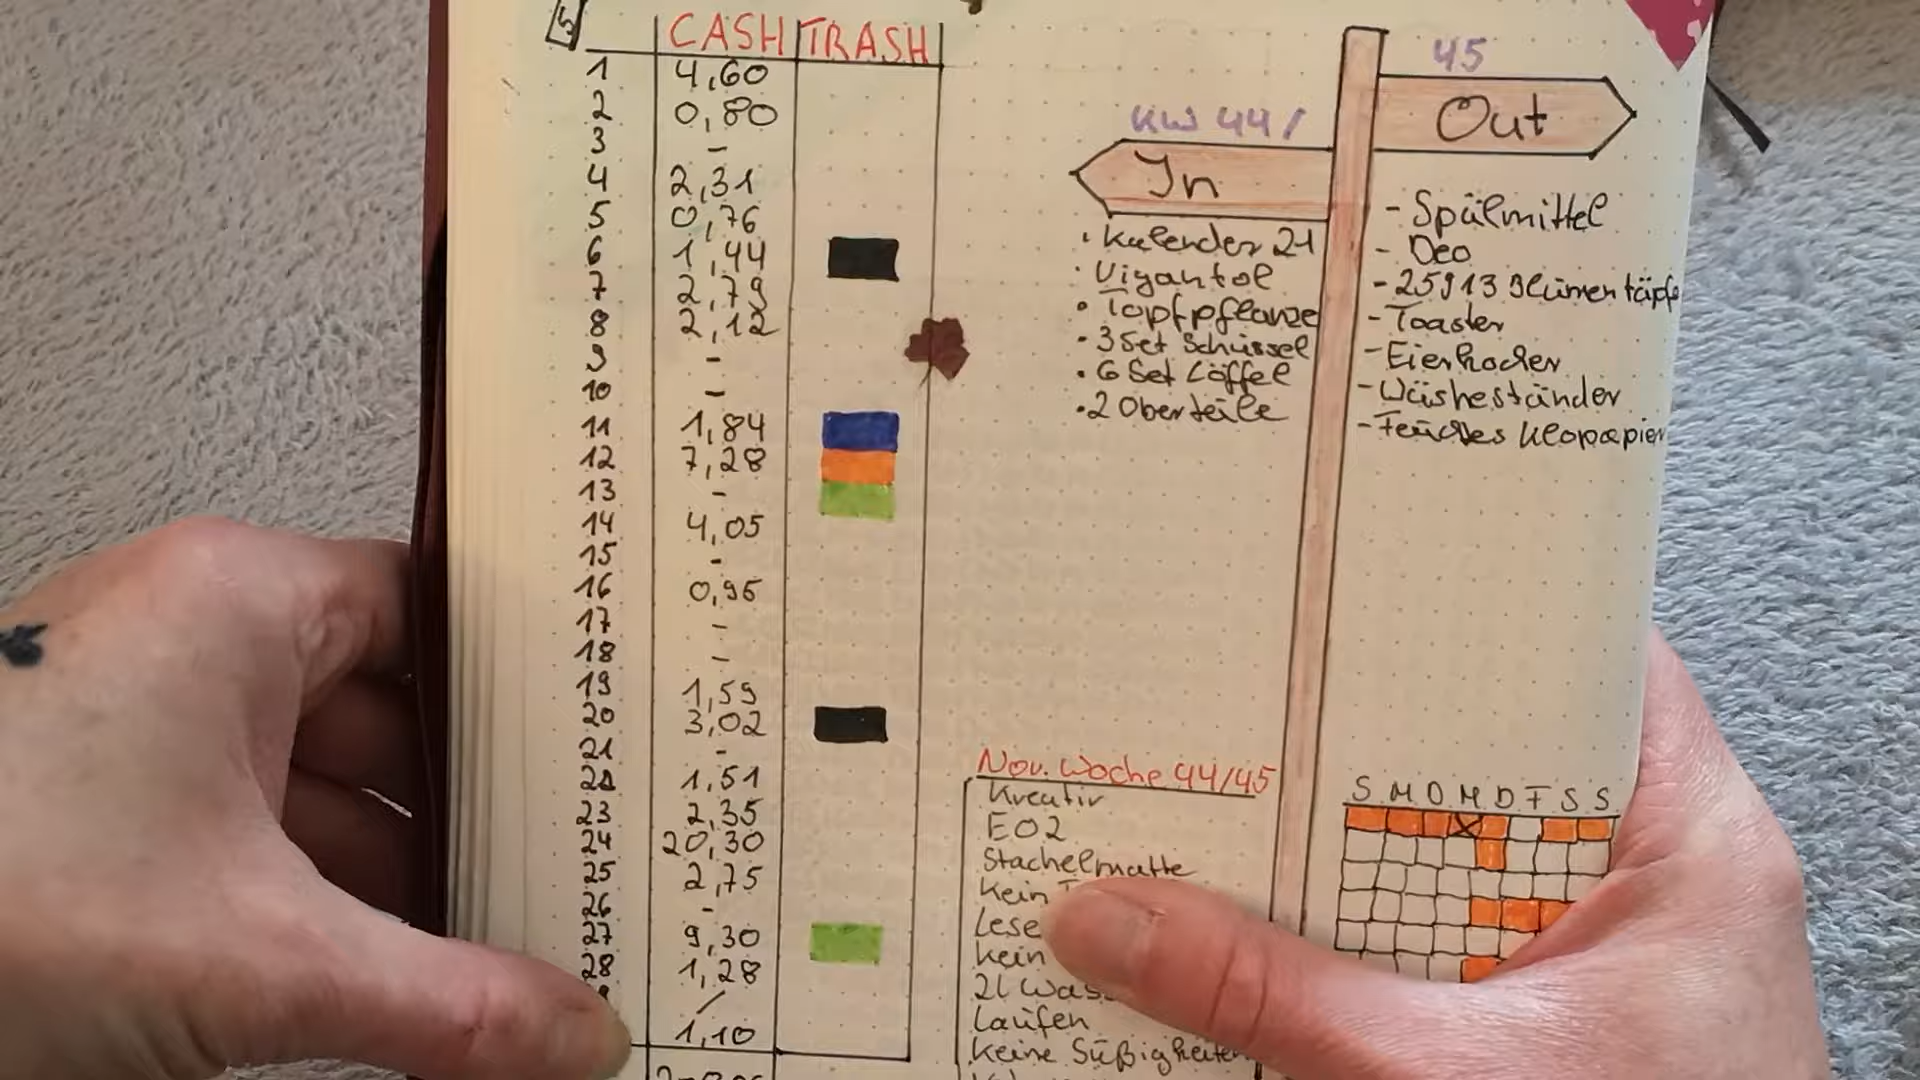 CASH TRASH
1 4,60
2 0,80
3 -
4 2,31
5 0,76
6 1,44
7 2,79
8 2,12
9 -
10 -
11 1,84
12 7,28
13 -
14 4,05
15 -
16 0,95
17 -
18 -
19 1,59
20 3,02
21 -
22 1,51
23 2,35
24 20,30
25 2,75
26 -
27 9,30
28 1,28
/
1,10
KW 44/
45
In
Out
· Kalender 21
· Vigantol
· Topfpflanze
· 3 Set Schüssel
· 6 Set Löffel
· 2 Oberteile
- Spülmittel
- Deo
- Toaster
- Eierkocher
- Wäsheständer
- Feuchtes Klopapier
Nov. Woche 44/45
Kreativ
EO2
Stachelmatte
Kein
Lese
Kein
2L Was
Laufen
Keine Süßigkeiten
S M D M D F S S